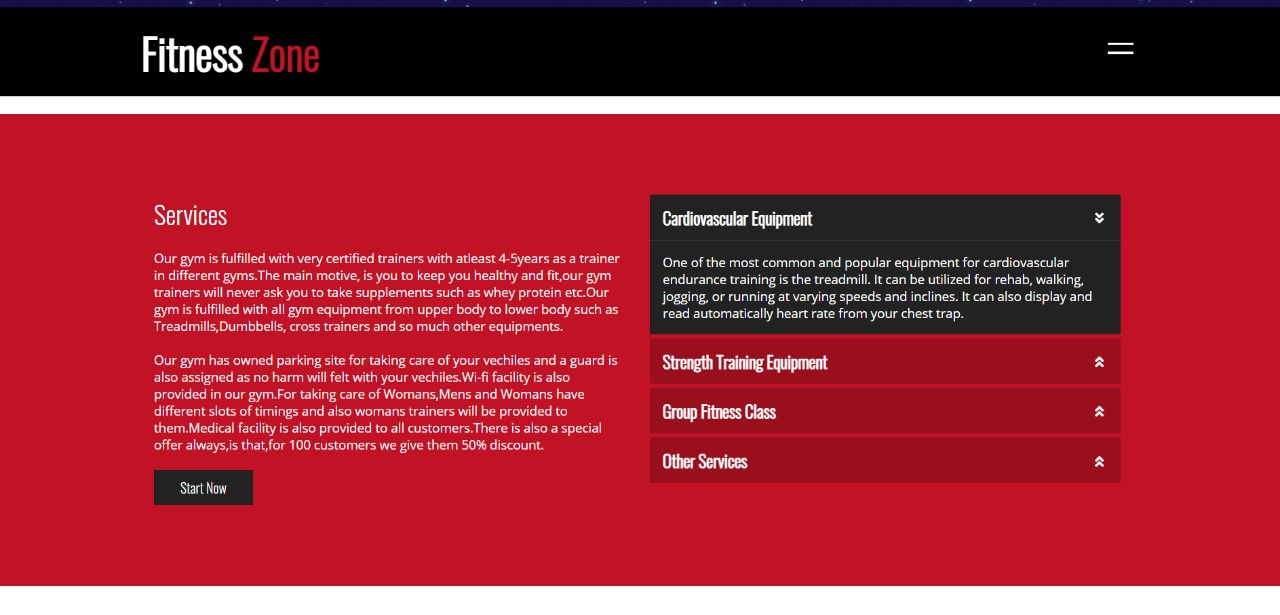 Fitness Zone
Services
Our gym is fulfilled with very certified trainers with atleast 4-5years as a trainer
in different gyms.The main motive, is you to keep you healthy and fit,our gym
trainers will never ask you to take supplements such as whey protein etc.Our
gym is fulfilled with all gym equipment from upper body to lower body such as
Treadmills,Dumbbells, cross trainers and so much other equipments.
Our gym has owned parking site for taking care of your vechiles and a guard is
also assigned as no harm will felt with your vechiles.Wi-fi facility is also
provided in our gym.For taking care of Womans,Mens and Womans have
different slots of timings and also womans trainers will be provided to
them.Medical facility is also provided to all customers.There is also a special
offer always,is that,for 100 customers we give them 50% discount.
Start Now
Cardiovascular Equipment
One of the most common and popular equipment for cardiovascular
endurance training is the treadmill. It can be utilized for rehab, walking,
jogging, or running at varying speeds and inclines. It can also display and
read automatically heart rate from your chest trap.
Strength Training Equipment
Group Fitness Class
Other Services